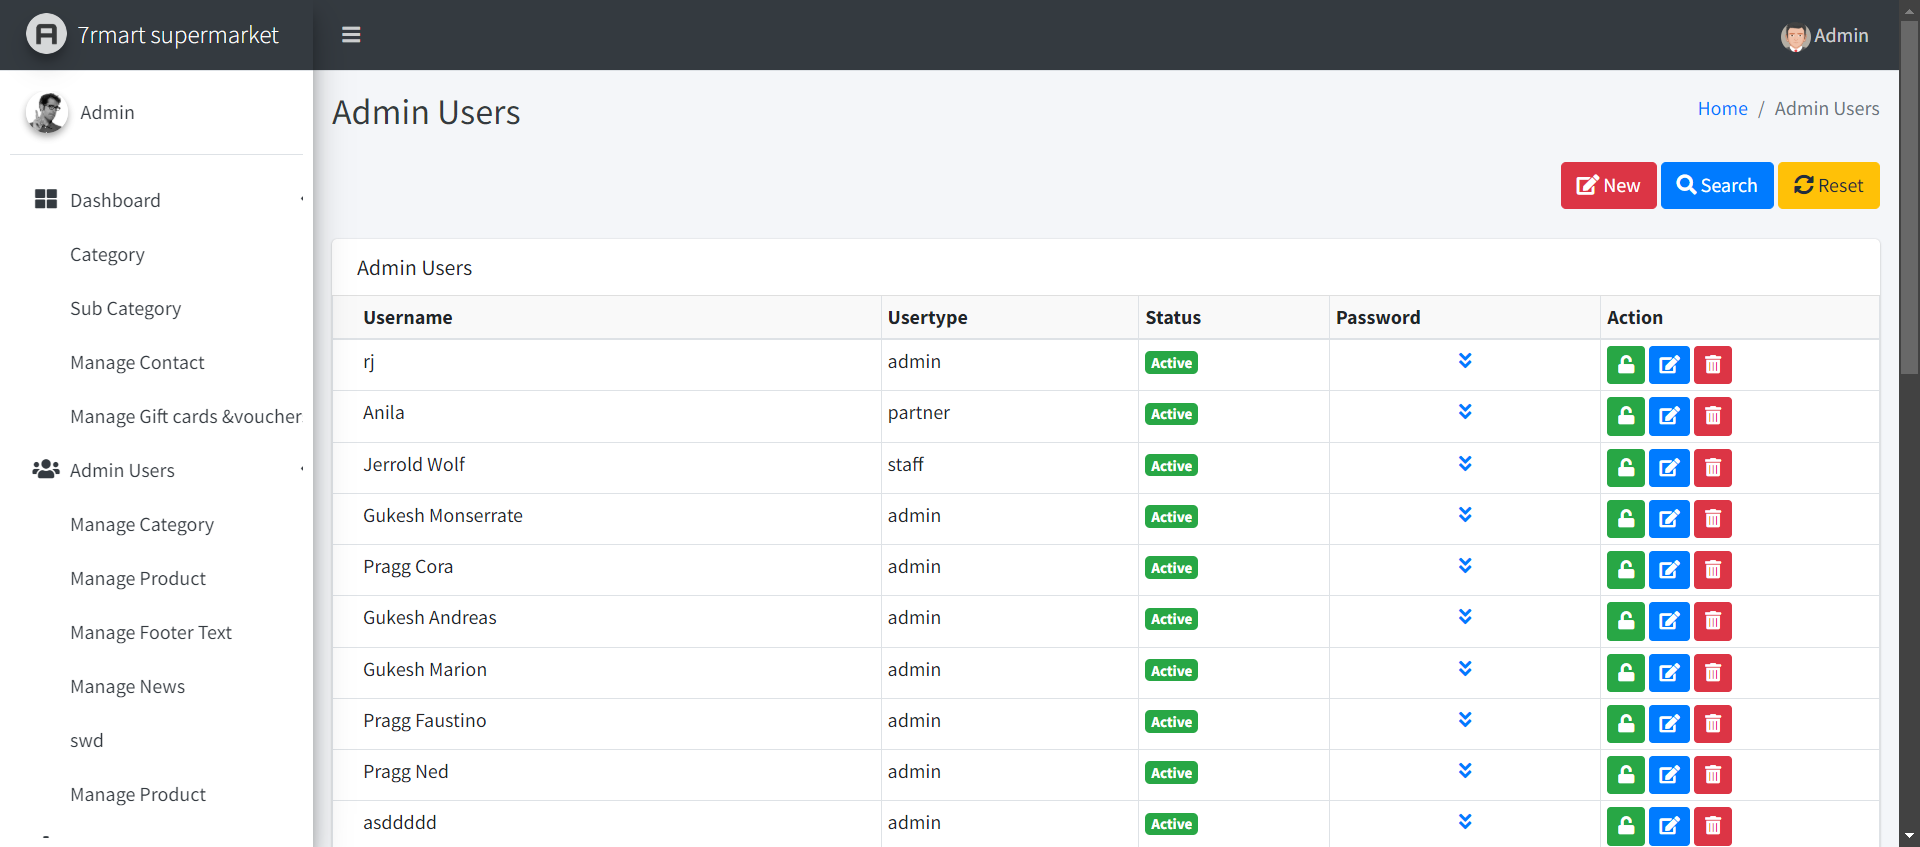 7rmart supermarket
Admin
Admin
Admin Users
Home / Admin Users
Dashboard
New Search Reset
Category
Admin Users
Sub Category
Username Usertype Status Password Action
Manage Contact
rj admin Active
Manage Gift cards &voucher
Anila partner Active
Admin Users
Jerrold Wolf staff Active
Manage Category
Gukesh Monserrate admin Active
Manage Product
Pragg Cora admin Active
Manage Footer Text
Gukesh Andreas admin Active
Manage News
Gukesh Marion admin Active
swd
Pragg Faustino admin Active
Manage Product
Pragg Ned admin Active
asddddd admin Active